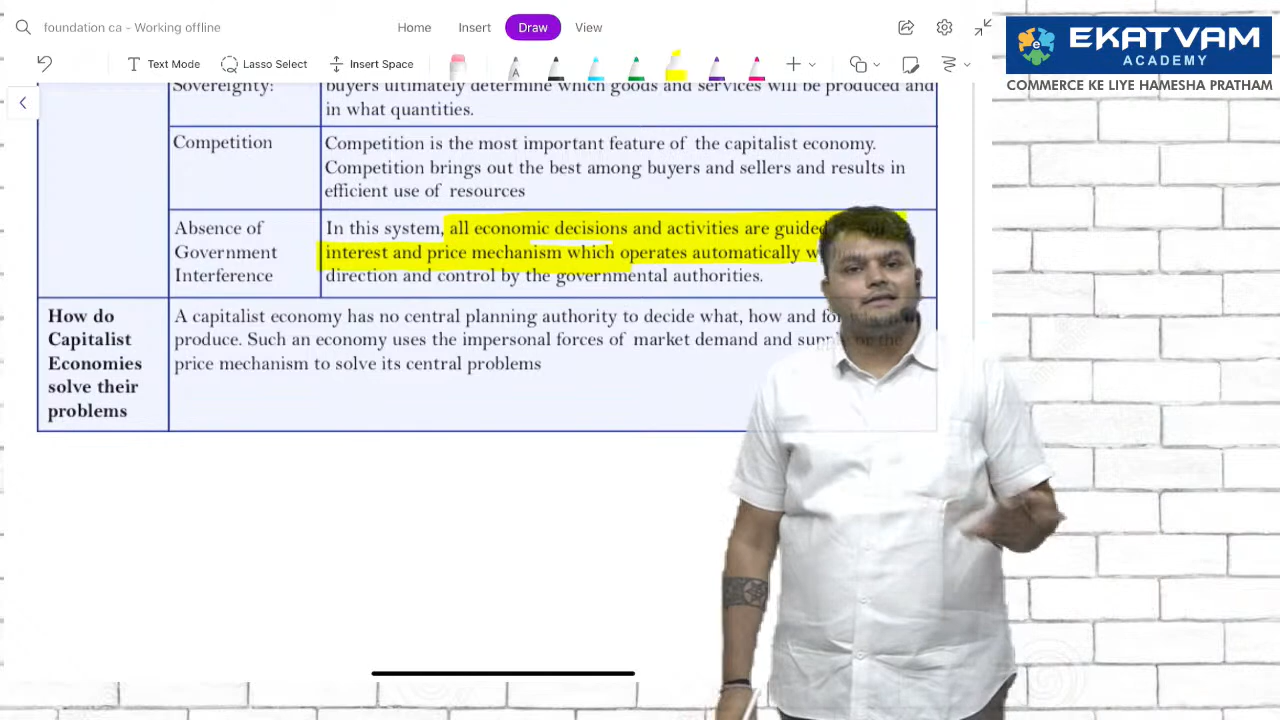 foundation ca - Working offline
Home
Insert
Draw
View
EKATVAM
ACADEMY
COMMERCE KE LIYE HAMESHA PRATHAM
Text Mode
Lasso Select
Insert Space
Sovereignty:
buyers ultimately determine which goods and services will be produced and
in what quantities.
Competition
Competition is the most important feature of the capitalist economy.
Competition brings out the best among buyers and sellers and results in
efficient use of resources
Absence of
Government
Interference
In this system, all economic decisions and activities are guided
interest and price mechanism which operates automatically
direction and control by the governmental authorities.
How do
Capitalist
Economies
solve their
problems
A capitalist economy has no central planning authority to decide what, how and
produce. Such an economy uses the impersonal forces of market demand and supply or the
price mechanism to solve its central problems